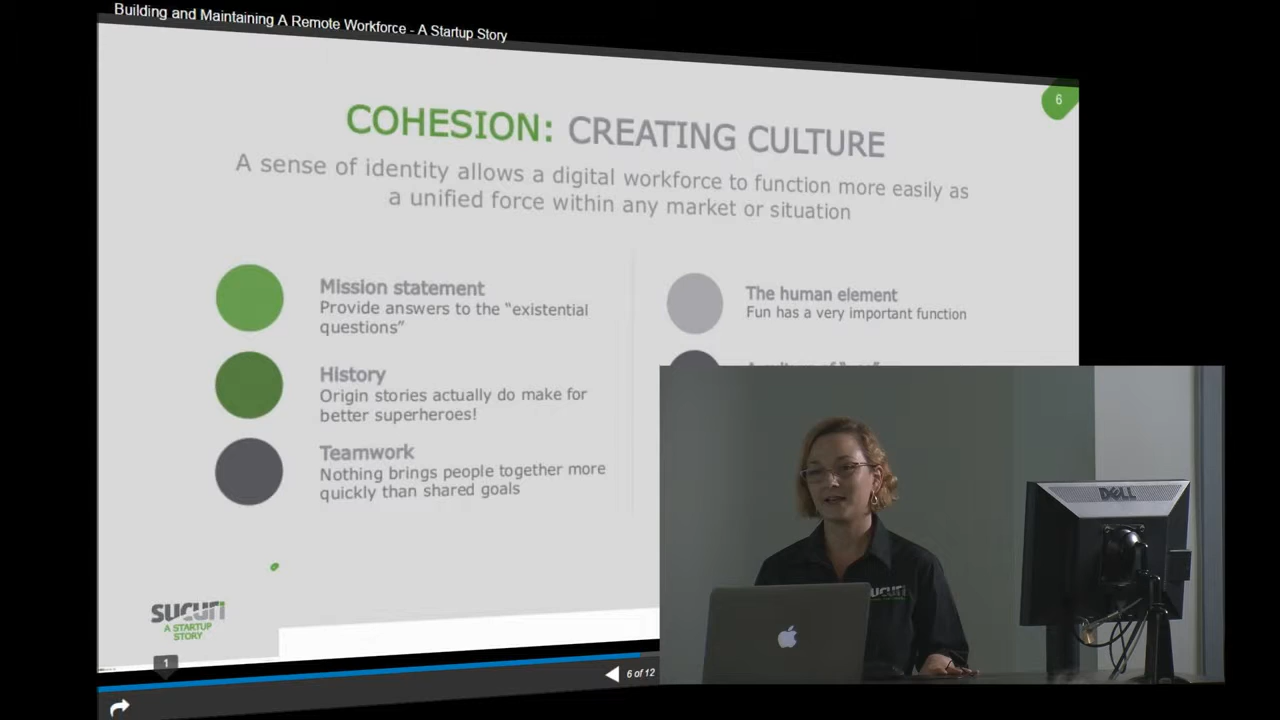 Building and Maintaining A Remote Workforce - A Startup Story
6
COHESION: CREATING CULTURE
A sense of identity allows a digital workforce to function more easily as
a unified force within any market or situation
Mission statement
Provide answers to the “existential
questions”
History
Origin stories actually do make for
better superheroes!
Teamwork
Nothing brings people together more
quickly than shared goals
The human element
Fun has a very important function
sucuri
A STARTUP
STORY
1
6 of 12
DELL
sucuri